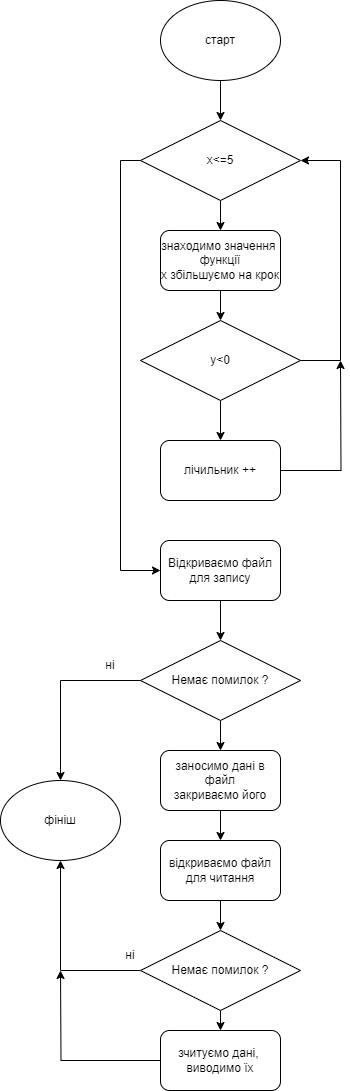 старт
x<=5
знаходимо значення
функції
x збільшуємо на крок
y<0
лічильник ++
Відкриваємо файл
для запису
ні
Немає помилок ?
заносимо дані в
файл
закриваємо його
фініш
відкриваємо файл
для читання
ні
Немає помилок ?
зчитуємо дані,
виводимо їх